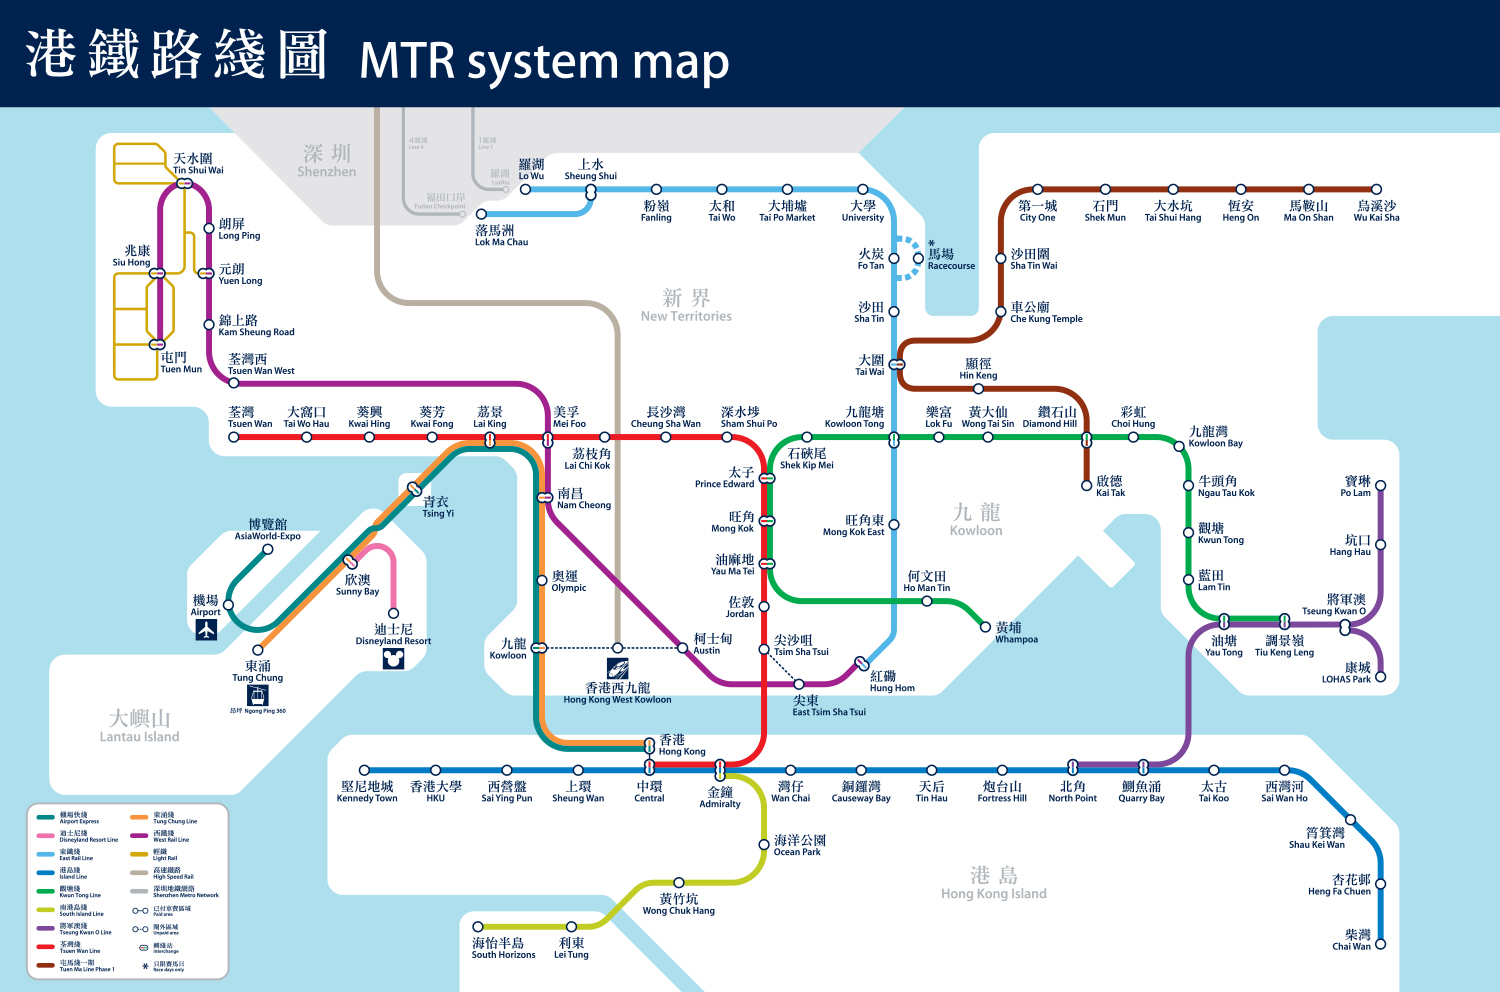 港鐵路綫圖 MTR system map
深圳
Shenzhen
4號綫
Line 4
1號綫
Line 1
羅湖
Luohu
福田口岸
Futian Checkpoint
羅湖
Lo Wu
上水
Sheung Shui
落馬洲
Lok Ma Chau
粉嶺
Fanling
太和
Tai Wo
大埔墟
Tai Po Market
大學
University
火炭
Fo Tan
*
馬場
Racecourse
沙田
Sha Tin
大圍
Tai Wai
第一城
City One
石門
Shek Mun
大水坑
Tai Shui Hang
恆安
Heng On
馬鞍山
Ma On Shan
烏溪沙
Wu Kai Sha
沙田圍
Sha Tin Wai
車公廟
Che Kung Temple
顯徑
Hin Keng
天水圍
Tin Shui Wai
朗屏
Long Ping
兆康
Siu Hong
元朗
Yuen Long
錦上路
Kam Sheung Road
屯門
Tuen Mun
荃灣西
Tsuen Wan West
新界
New Territories
荃灣
Tsuen Wan
大窩口
Tai Wo Hau
葵興
Kwai Hing
葵芳
Kwai Fong
荔景
Lai King
美孚
Mei Foo
荔枝角
Lai Chi Kok
長沙灣
Cheung Sha Wan
深水埗
Sham Shui Po
石硤尾
Shek Kip Mei
九龍塘
Kowloon Tong
樂富
Lok Fu
黃大仙
Wong Tai Sin
鑽石山
Diamond Hill
彩虹
Choi Hung
九龍灣
Kowloon Bay
啟德
Kai Tak
牛頭角
Ngau Tau Kok
觀塘
Kwun Tong
藍田
Lam Tin
寶琳
Po Lam
坑口
Hang Hau
將軍澳
Tseung Kwan O
油塘
Yau Tong
調景嶺
Tiu Keng Leng
康城
LOHAS Park
太子
Prince Edward
旺角
Mong Kok
油麻地
Yau Ma Tei
佐敦
Jordan
尖沙咀
Tsim Sha Tsui
旺角東
Mong Kok East
九龍
Kowloon
何文田
Ho Man Tin
黃埔
Whampoa
紅磡
Hung Hom
尖東
East Tsim Sha Tsui
柯士甸
Austin
南昌
Nam Cheong
奧運
Olympic
九龍
Kowloon
香港西九龍
Hong Kong West Kowloon
青衣
Tsing Yi
博覽館
AsiaWorld-Expo
機場
Airport
欣澳
Sunny Bay
迪士尼
Disneyland Resort
東涌
Tung Chung
昂坪 Ngong Ping 360
大嶼山
Lantau Island
香港
Hong Kong
堅尼地城
Kennedy Town
香港大學
HKU
西營盤
Sai Ying Pun
上環
Sheung Wan
中環
Central
金鐘
Admiralty
灣仔
Wan Chai
銅鑼灣
Causeway Bay
天后
Tin Hau
炮台山
Fortress Hill
北角
North Point
鰂魚涌
Quarry Bay
太古
Tai Koo
西灣河
Sai Wan Ho
筲箕灣
Shau Kei Wan
杏花邨
Heng Fa Chuen
柴灣
Chai Wan
海洋公園
Ocean Park
黃竹坑
Wong Chuk Hang
利東
Lei Tung
海怡半島
South Horizons
港島
Hong Kong Island
機場快綫
Airport Express
迪士尼綫
Disneyland Resort Line
東鐵綫
East Rail Line
港島綫
Island Line
觀塘綫
Kwun Tong Line
南港島綫
South Island Line
將軍澳綫
Tseung Kwan O Line
荃灣綫
Tsuen Wan Line
屯馬綫一期
Tuen Ma Line Phase 1
東涌綫
Tung Chung Line
西鐵綫
West Rail Line
輕鐵
Light Rail
高速鐵路
High Speed Rail
深圳地鐵網絡
Shenzhen Metro Network
已付車費區域
Paid area
閘外區域
Unpaid area
轉綫站
Interchange
*
只限賽馬日
Race days only